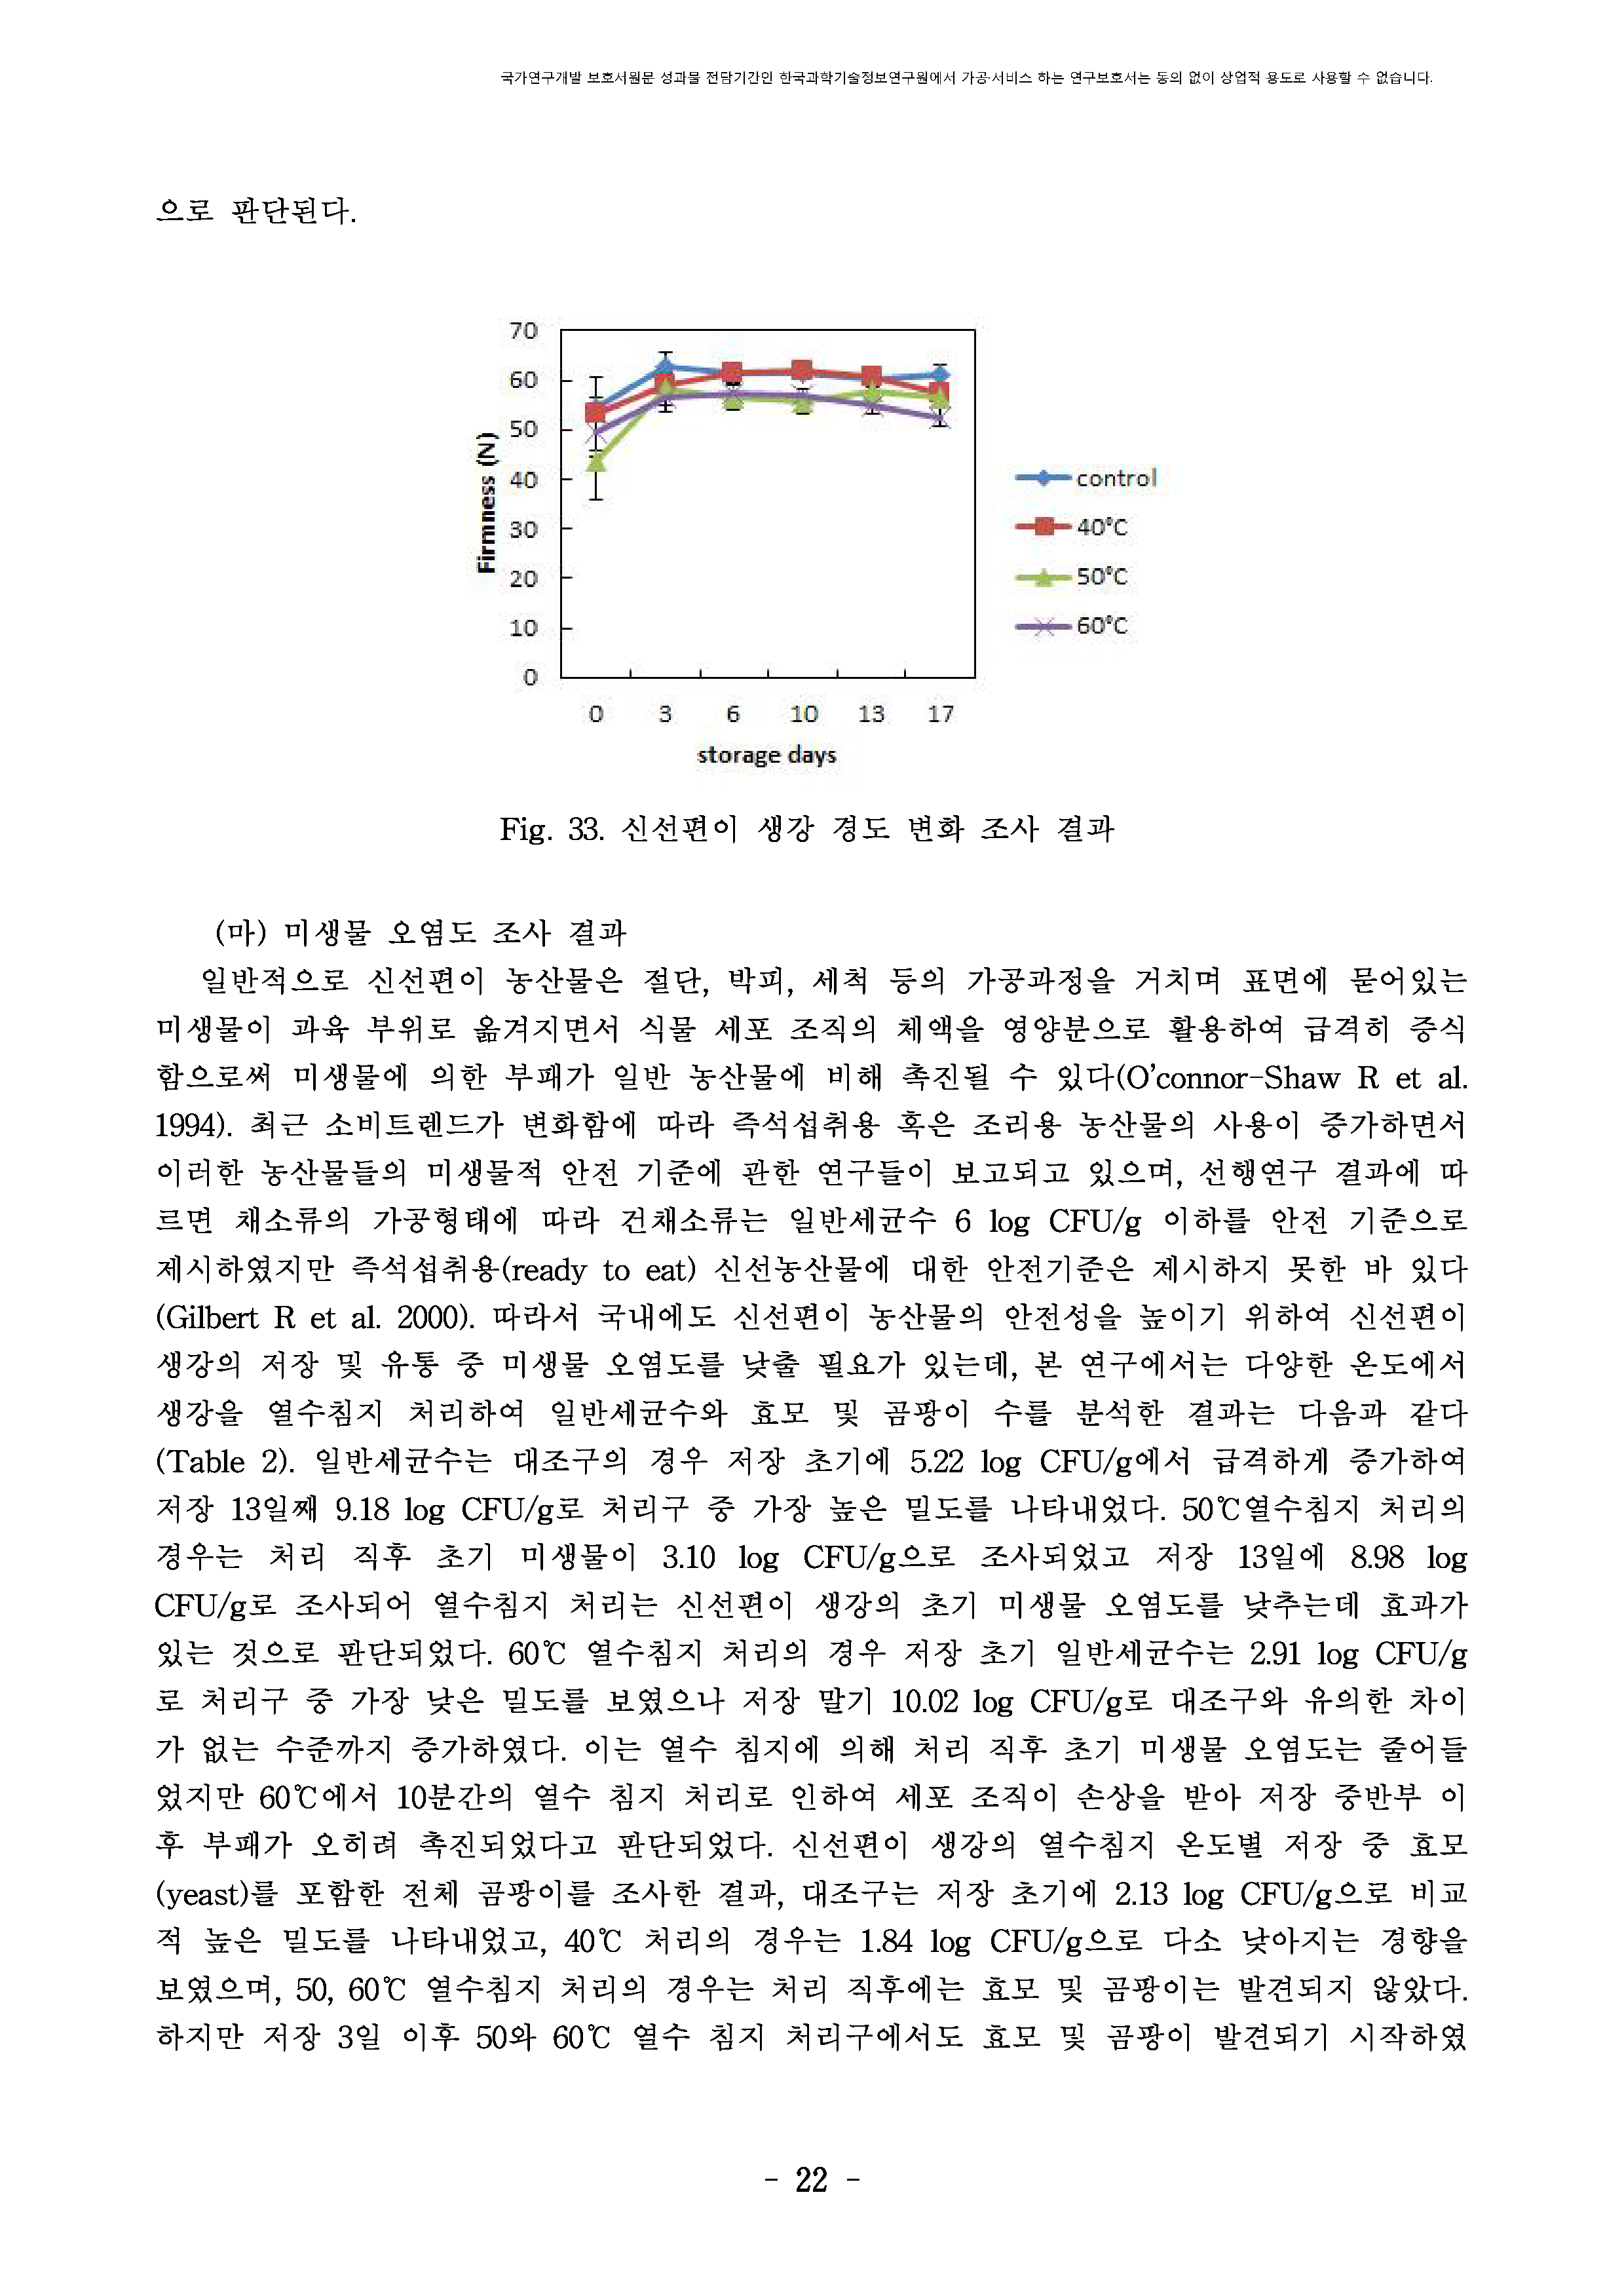 국가연구개발 보호서원문 성과물 전담기간인 한국과학기술정보연구원에서 가공·서비스 하는 연구보호서는 동의 없이 상업적 용도로 사용할 수 없습니다.
으로 판단된다.
70
60
50
40
30
20
10
0
Firmness (N)
0 3 6 10 13 17
storage days
control
40℃
50℃
60℃
Fig. 33. 신선편이 생강 경도 변화 조사 결과
(마) 미생물 오염도 조사 결과
일반적으로 신선편이 농산물은 절단, 박피, 세척 등의 가공과정을 거치며 표면에 묻어있는
미생물이 과육 부위로 옮겨지면서 식물 세포 조직의 체액을 영양분으로 활용하여 급격히 증식
함으로써 미생물에 의한 부패가 일반 농산물에 비해 촉진될 수 있다(O'connor-Shaw R et al.
1994). 최근 소비트렌드가 변화함에 따라 즉석섭취용 혹은 조리용 농산물의 사용이 증가하면서
이러한 농산물들의 미생물적 안전 기준에 관한 연구들이 보고되고 있으며, 선행연구 결과에 따
르면 채소류의 가공형태에 따라 건채소류는 일반세균수 6 log CFU/g 이하를 안전 기준으로
제시하였지만 즉석섭취용(ready to eat) 신선농산물에 대한 안전기준은 제시하지 못한 바 있다
(Gilbert R et al. 2000). 따라서 국내에도 신선편이 농산물의 안전성을 높이기 위하여 신선편이
생강의 저장 및 유통 중 미생물 오염도를 낮출 필요가 있는데, 본 연구에서는 다양한 온도에서
생강을 열수침지 처리하여 일반세균수와 효모 및 곰팡이 수를 분석한 결과는 다음과 같다
(Table 2). 일반세균수는 대조구의 경우 저장 초기에 5.22 log CFU/g에서 급격하게 증가하여
저장 13일째 9.18 log CFU/g로 처리구 중 가장 높은 밀도를 나타내었다. 50℃열수침지 처리의
경우는 처리 직후 초기 미생물이 3.10 log CFU/g으로 조사되었고 저장 13일에 8.98 log
CFU/g로 조사되어 열수침지 처리는 신선편이 생강의 초기 미생물 오염도를 낮추는데 효과가
있는 것으로 판단되었다. 60℃ 열수침지 처리의 경우 저장 초기 일반세균수는 2.91 log CFU/g
로 처리구 중 가장 낮은 밀도를 보였으나 저장 말기 10.02 log CFU/g로 대조구와 유의한 차이
가 없는 수준까지 증가하였다. 이는 열수 침지에 의해 처리 직후 초기 미생물 오염도는 줄어들
었지만 60℃에서 10분간의 열수 침지 처리로 인하여 세포 조직이 손상을 받아 저장 중반부 이
후 부패가 오히려 촉진되었다고 판단되었다. 신선편이 생강의 열수침지 온도별 저장 중 효모
(yeast)를 포함한 전체 곰팡이를 조사한 결과, 대조구는 저장 초기에 2.13 log CFU/g으로 비교
적 높은 밀도를 나타내었고, 40℃ 처리의 경우는 1.84 log CFU/g으로 다소 낮아지는 경향을
보였으며, 50, 60℃ 열수침지 처리의 경우는 처리 직후에는 효모 및 곰팡이는 발견되지 않았다.
하지만 저장 3일 이후 50와 60℃ 열수 침지 처리구에서도 효모 및 곰팡이 발견되기 시작하였
- 22 -